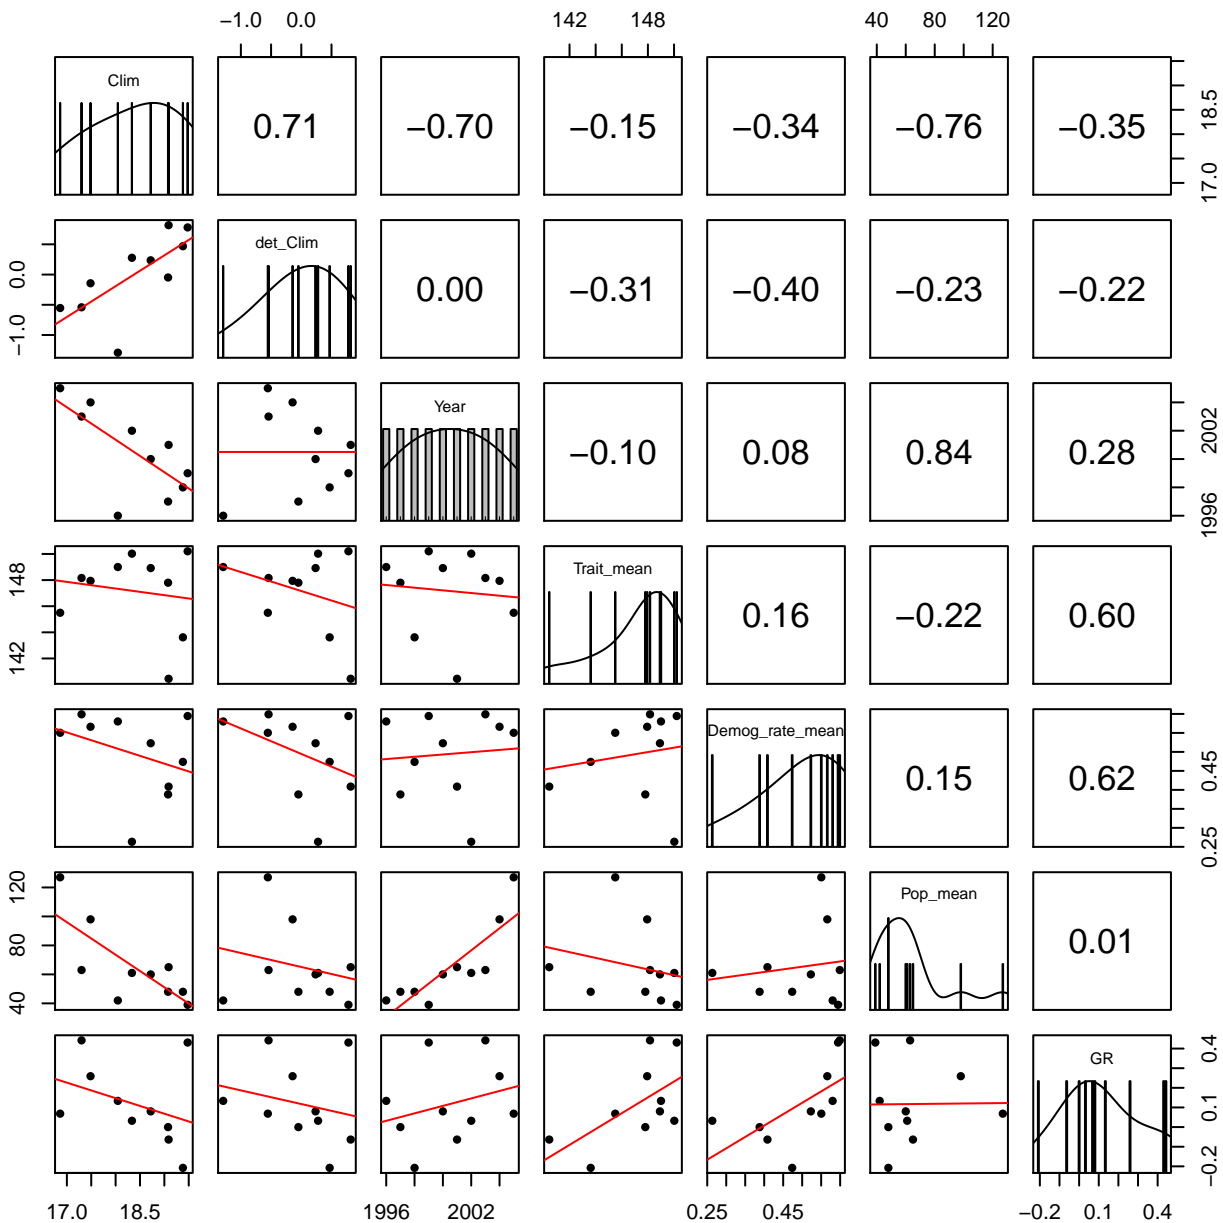 −1.0 0.0 142 148 40 80 120
Clim 0.71 −0.70 −0.15 −0.34 −0.76 −0.35 17.0 18.5
−1.0 0.0 det_Clim 0.00 −0.31 −0.40 −0.23 −0.22
Year −0.10 0.08 0.84 0.28 1996 2002
142 148 Trait_mean 0.16 −0.22 0.60
Demog_rate_mean 0.15 0.62 0.25 0.45
40 80 120 Pop_mean 0.01
GR −0.2 0.1 0.4
17.0 18.5 1996 2002 0.25 0.45 −0.2 0.1 0.4